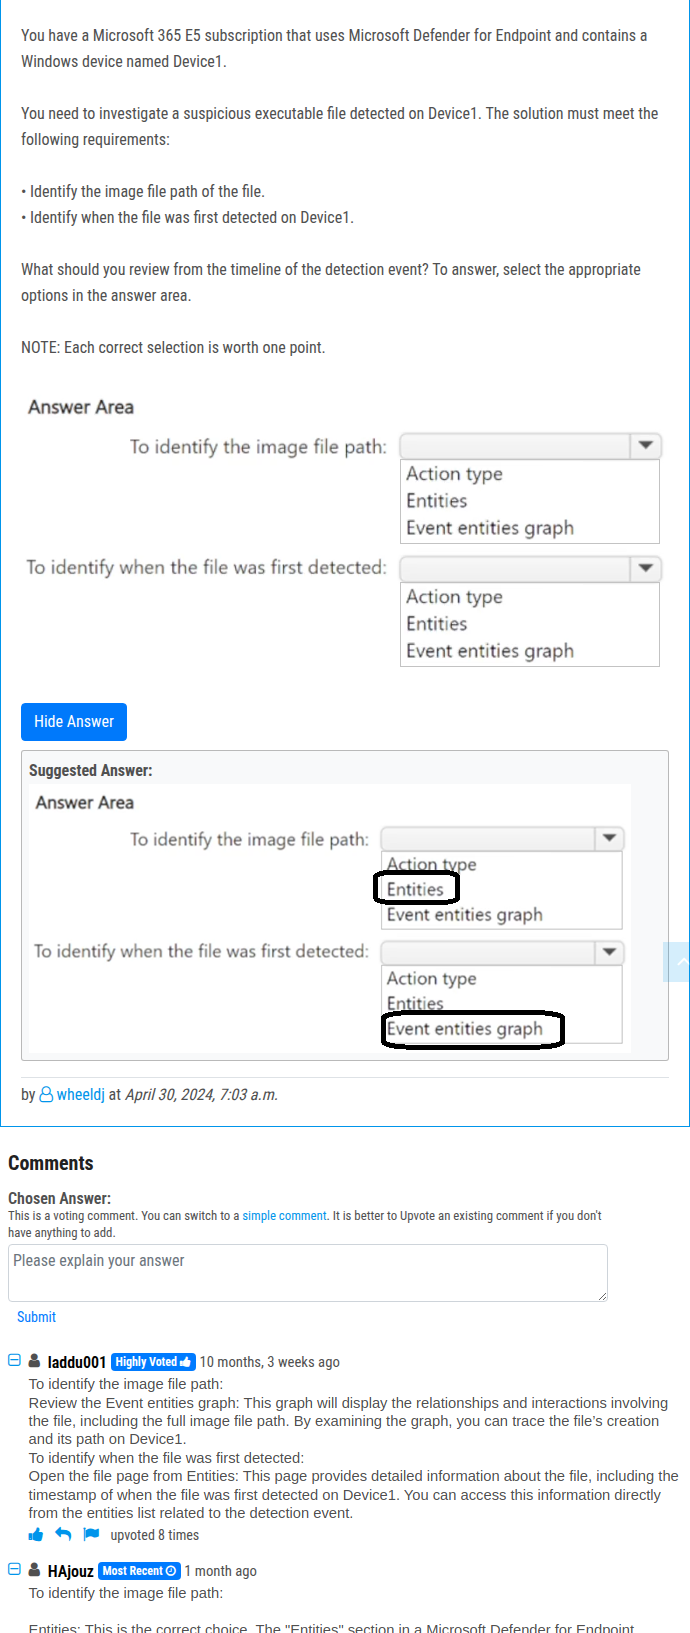 You have a Microsoft 365 E5 subscription that uses Microsoft Defender for Endpoint and contains a
Windows device named Device1.
You need to investigate a suspicious executable file detected on Device1. The solution must meet the
following requirements:
• Identify the image file path of the file.
• Identify when the file was first detected on Device1.
What should you review from the timeline of the detection event? To answer, select the appropriate
options in the answer area.
NOTE: Each correct selection is worth one point.
Answer Area
To identify the image file path:
Action type
Entities
Event entities graph
To identify when the file was first detected:
Action type
Entities
Event entities graph
Hide Answer
Suggested Answer:
Answer Area
To identify the image file path:
Action type
Entities
Event entities graph
To identify when the file was first detected:
Action type
Entities
Event entities graph
by wheeldj at April 30, 2024, 7:03 a.m.
Comments
Chosen Answer:
This is a voting comment. You can switch to a simple comment. It is better to Upvote an existing comment if you don't
have anything to add.
Please explain your answer
Submit
laddu001 Highly Voted 10 months, 3 weeks ago
To identify the image file path:
Review the Event entities graph: This graph will display the relationships and interactions involving
the file, including the full image file path. By examining the graph, you can trace the file's creation
and its path on Device1.
To identify when the file was first detected:
Open the file page from Entities: This page provides detailed information about the file, including the
timestamp of when the file was first detected on Device1. You can access this information directly
from the entities list related to the detection event.
upvoted 8 times
HAjouz Most Recent 1 month ago
To identify the image file path:
Entities: This is the correct choice. The "Entities" section in a Microsoft Defender for Endpoint